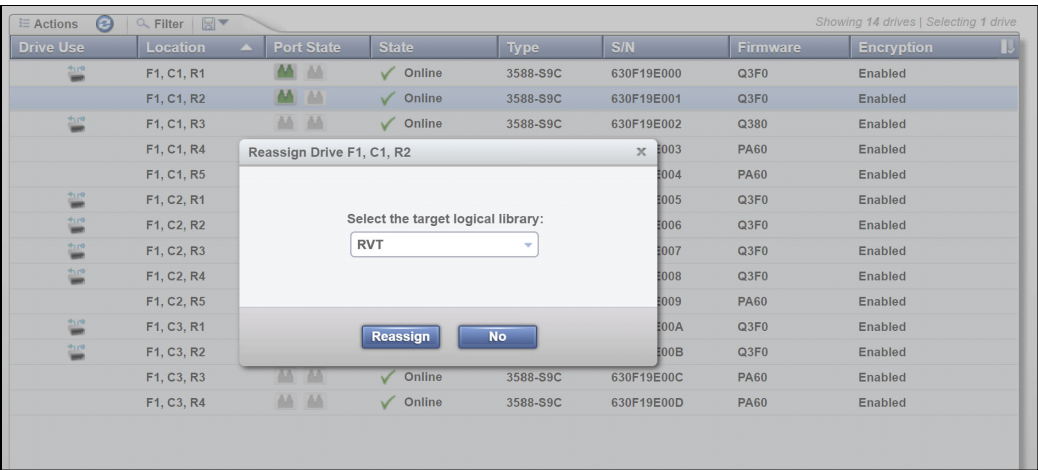 Actions Filter Showing 14 drives | Selecting 1 drive
Drive Use Location Port State State Type S/N Firmware Encryption
F1, C1, R1 Online 3588-S9C 630F19E000 Q3F0 Enabled
F1, C1, R2 Online 3588-S9C 630F19E001 Q3F0 Enabled
F1, C1, R3 Online 3588-S9C 630F19E002 Q380 Enabled
F1, C1, R4 E003 PA60 Enabled
F1, C1, R5 E004 PA60 Enabled
F1, C2, R1 E005 Q3F0 Enabled
F1, C2, R2 E006 Q3F0 Enabled
F1, C2, R3 E007 Q3F0 Enabled
F1, C2, R4 E008 Q3F0 Enabled
F1, C2, R5 E009 PA60 Enabled
F1, C3, R1 E00A Q3F0 Enabled
F1, C3, R2 E00B Q3F0 Enabled
F1, C3, R3 Online 3588-S9C 630F19E00C PA60 Enabled
F1, C3, R4 Online 3588-S9C 630F19E00D PA60 Enabled
Reassign Drive F1, C1, R2 x
Select the target logical library:
RVT
Reassign No